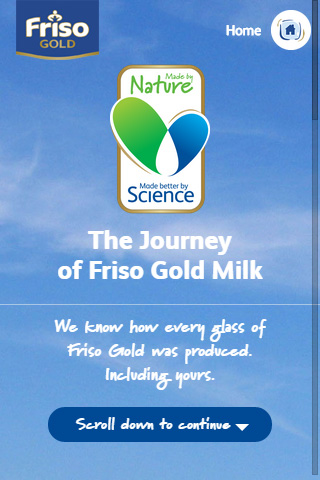 Friso
GOLD
Home
Made by
Nature
Made better by
Science
The Journey
of Friso Gold Milk
We know how every glass of
Friso Gold was produced.
Including yours.
Scroll down to continue